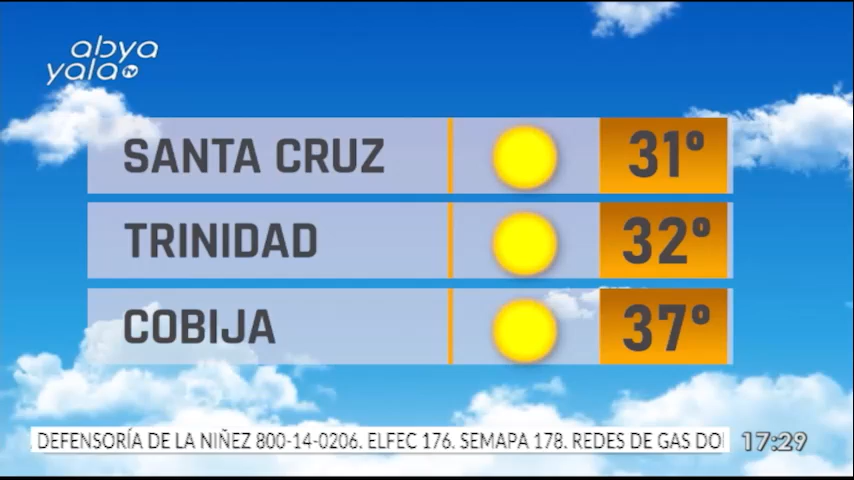 abya
yala tv
SANTA CRUZ 31°
TRINIDAD 32°
COBIJA 37°
DEFENSORÍA DE LA NIÑEZ 800-14-0206. ELFEC 176. SEMAPA 178. REDES DE GAS DO 17:29